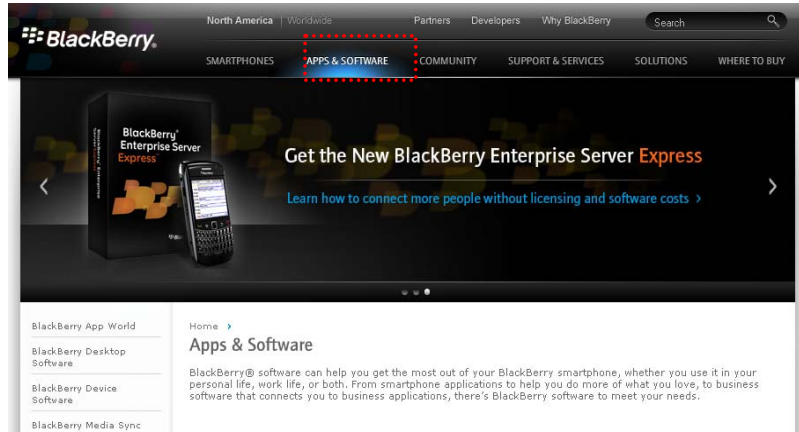 North America | Worldwide Partners Developers Why BlackBerry Search
BlackBerry®
SMARTPHONES APPS & SOFTWARE COMMUNITY SUPPORT & SERVICES SOLUTIONS WHERE TO BUY
BlackBerry®
Enterprise Server
Express
Get the New BlackBerry Enterprise Server Express
Learn how to connect more people without licensing and software costs >
BlackBerry App World
BlackBerry Desktop
Software
BlackBerry Device
Software
BlackBerry Media Sync
Home >
Apps & Software
BlackBerry® software can help you get the most out of your BlackBerry smartphone, whether you use it in your
personal life, work life, or both. From smartphone applications to help you do more of what you love, to business
software that connects you to business applications, there's BlackBerry software to meet your needs.